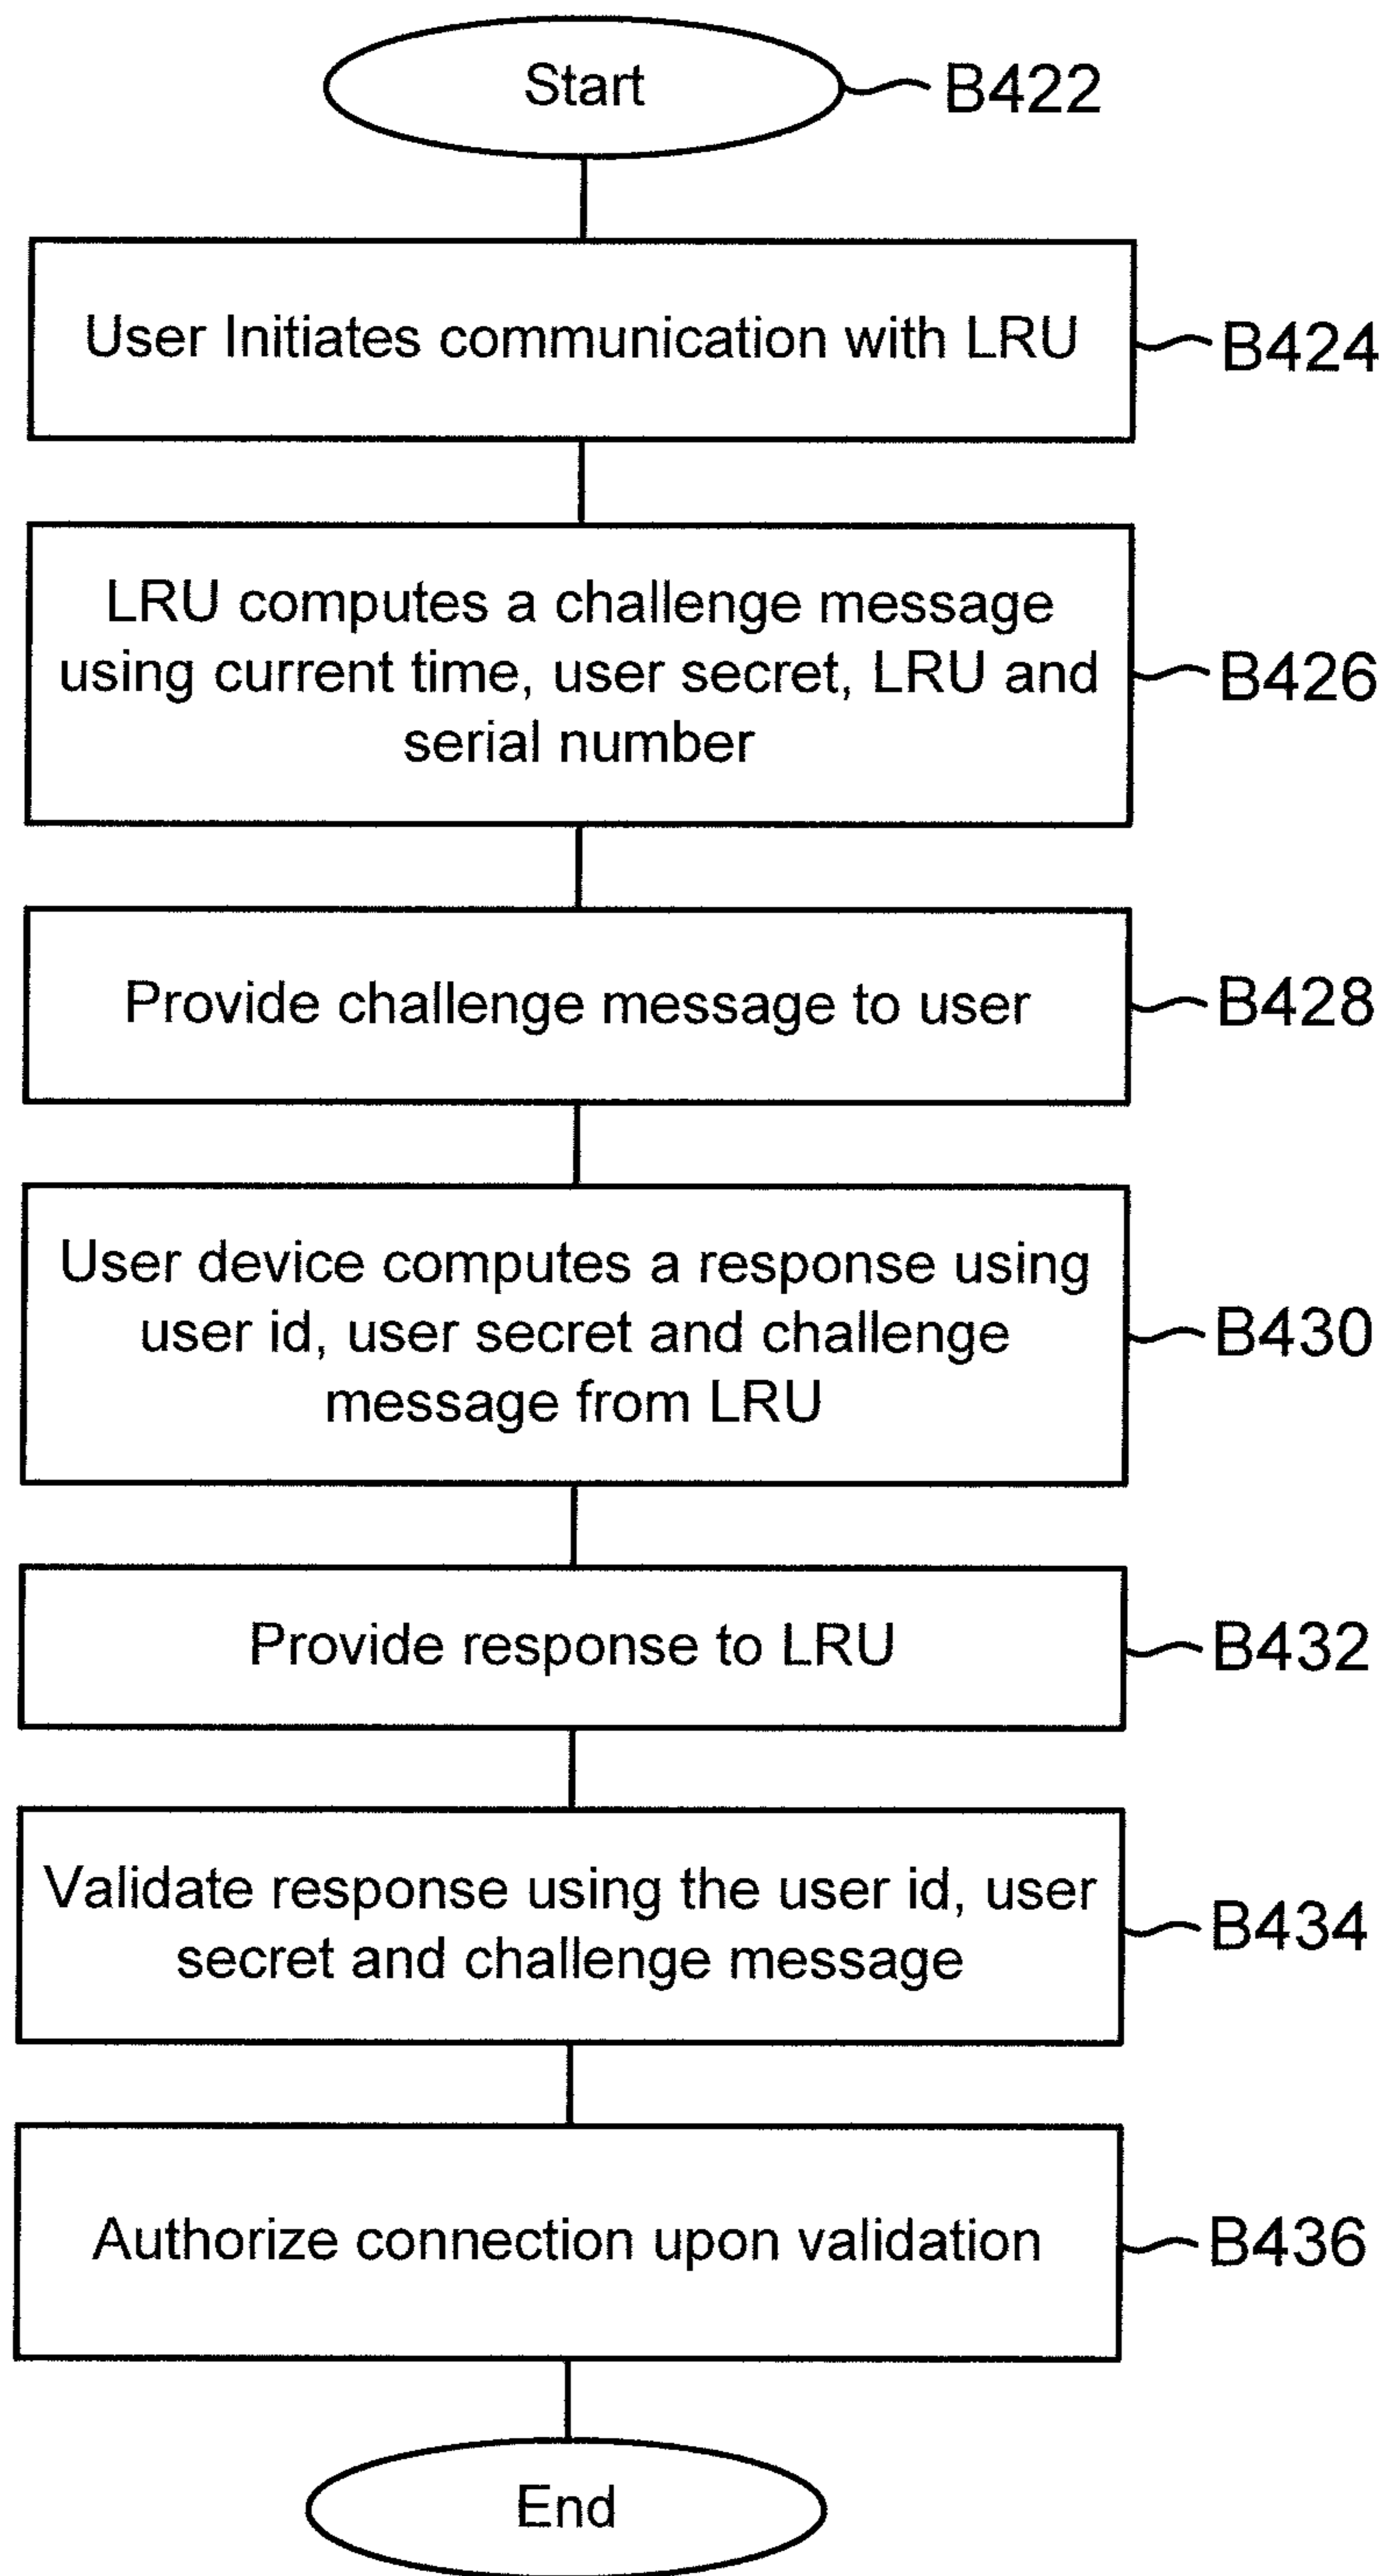 Start
B422
User Initiates communication with LRU
B424
LRU computes a challenge message
using current time, user secret, LRU and
serial number
B426
Provide challenge message to user
B428
User device computes a response using
user id, user secret and challenge
message from LRU
B430
Provide response to LRU
B432
Validate response using the user id, user
secret and challenge message
B434
Authorize connection upon validation
B436
End